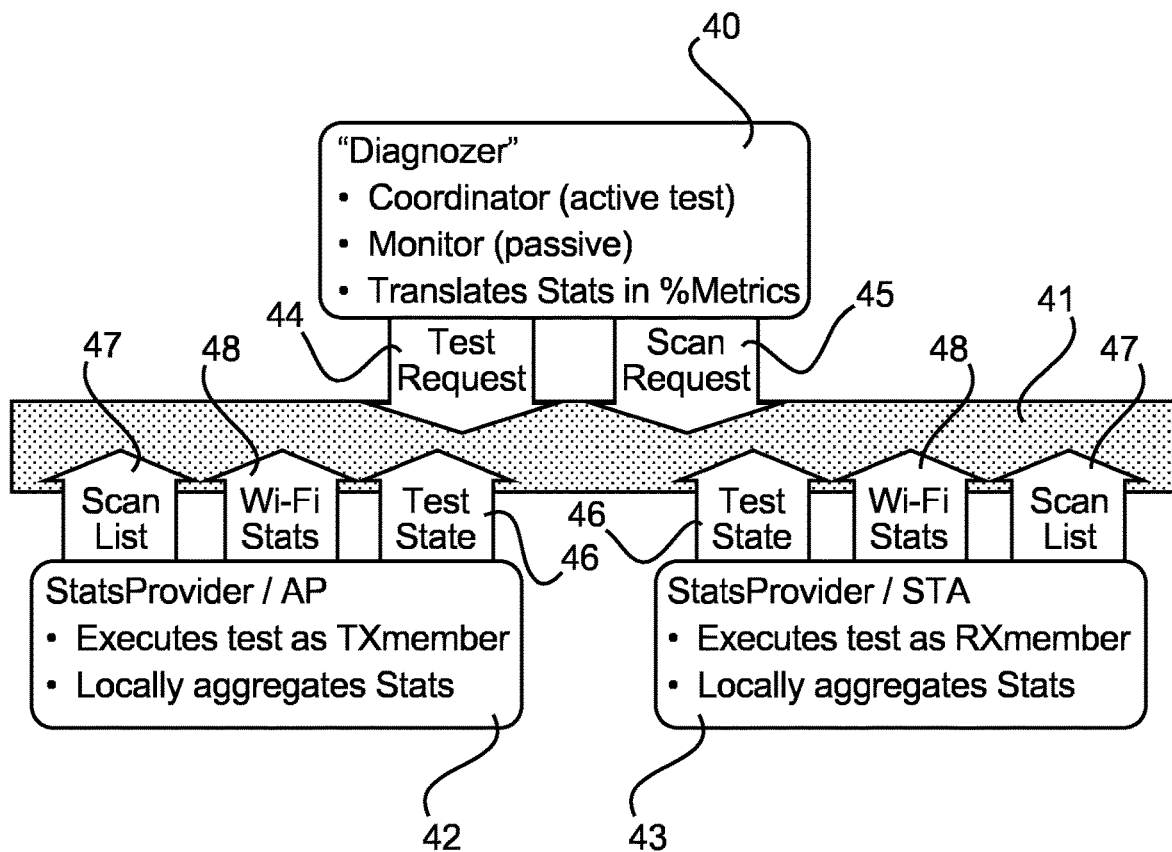 40
“Diagnozer”
• Coordinator (active test)
• Monitor (passive)
• Translates Stats in %Metrics
44
45
41
47
48
Test
Request
Scan
Request
48
47
Scan
List
Wi-Fi
Stats
Test
State
46
46
Test
State
Wi-Fi
Stats
Scan
List
StatsProvider / AP
• Executes test as TXmember
• Locally aggregates Stats
StatsProvider / STA
• Executes test as RXmember
• Locally aggregates Stats
42
43